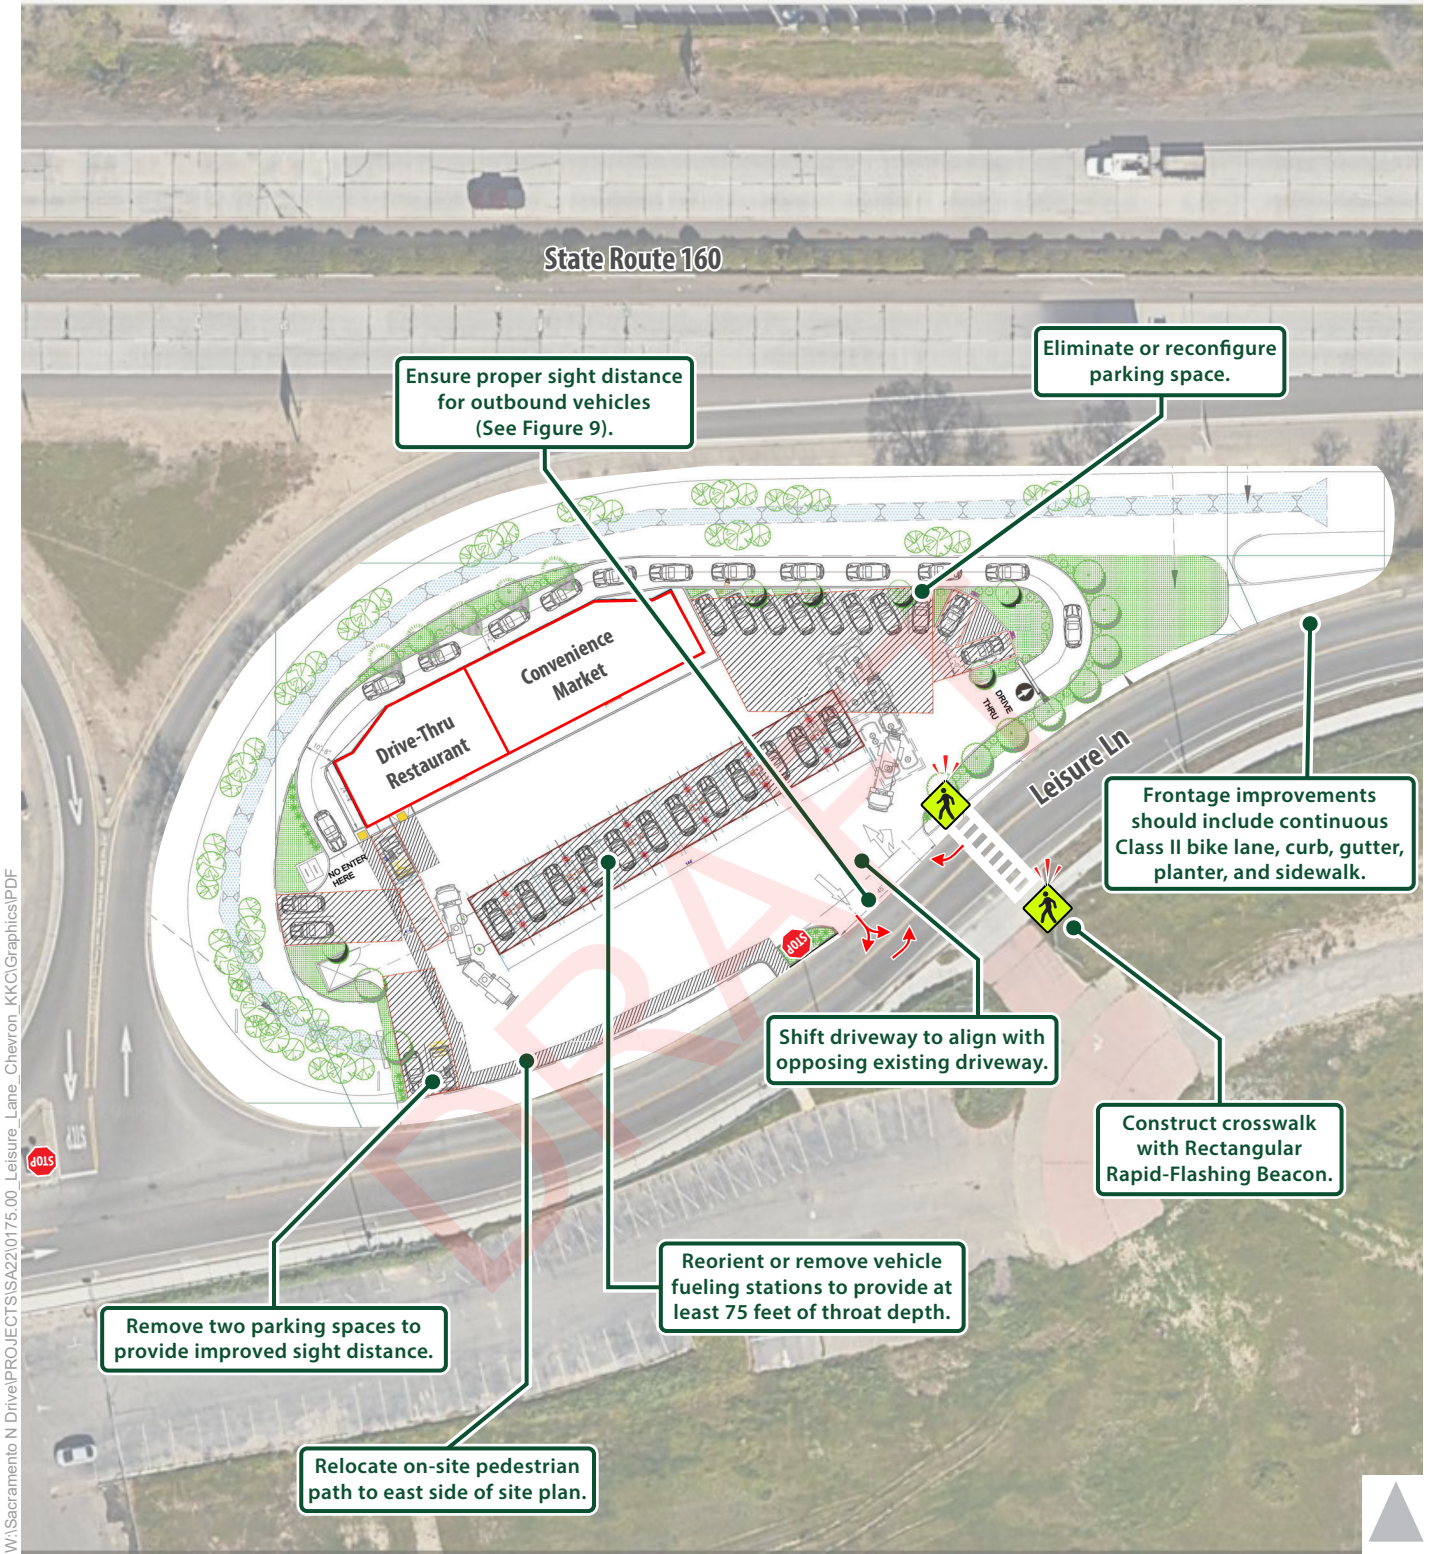 State Route 160
Ensure proper sight distance
for outbound vehicles
(See Figure 9).
Eliminate or reconfigure
parking space.
Convenience
Market
Drive-Thru
Restaurant
DRIVE
THRU
NO ENTER
HERE
Leisure Ln
Frontage improvements
should include continuous
Class II bike lane, curb, gutter,
planter, and sidewalk.
STOP
Shift driveway to align with
opposing existing driveway.
Construct crosswalk
with Rectangular
Rapid-Flashing Beacon.
STOP
STOP
Reorient or remove vehicle
fueling stations to provide at
least 75 feet of throat depth.
Remove two parking spaces to
provide improved sight distance.
Relocate on-site pedestrian
path to east side of site plan.
DRAFT
W:\Sacramento N Drive\PROJECTS\SA22\0175.00_Leisure_Lane_Chevron_KKC\Graphics\PDF